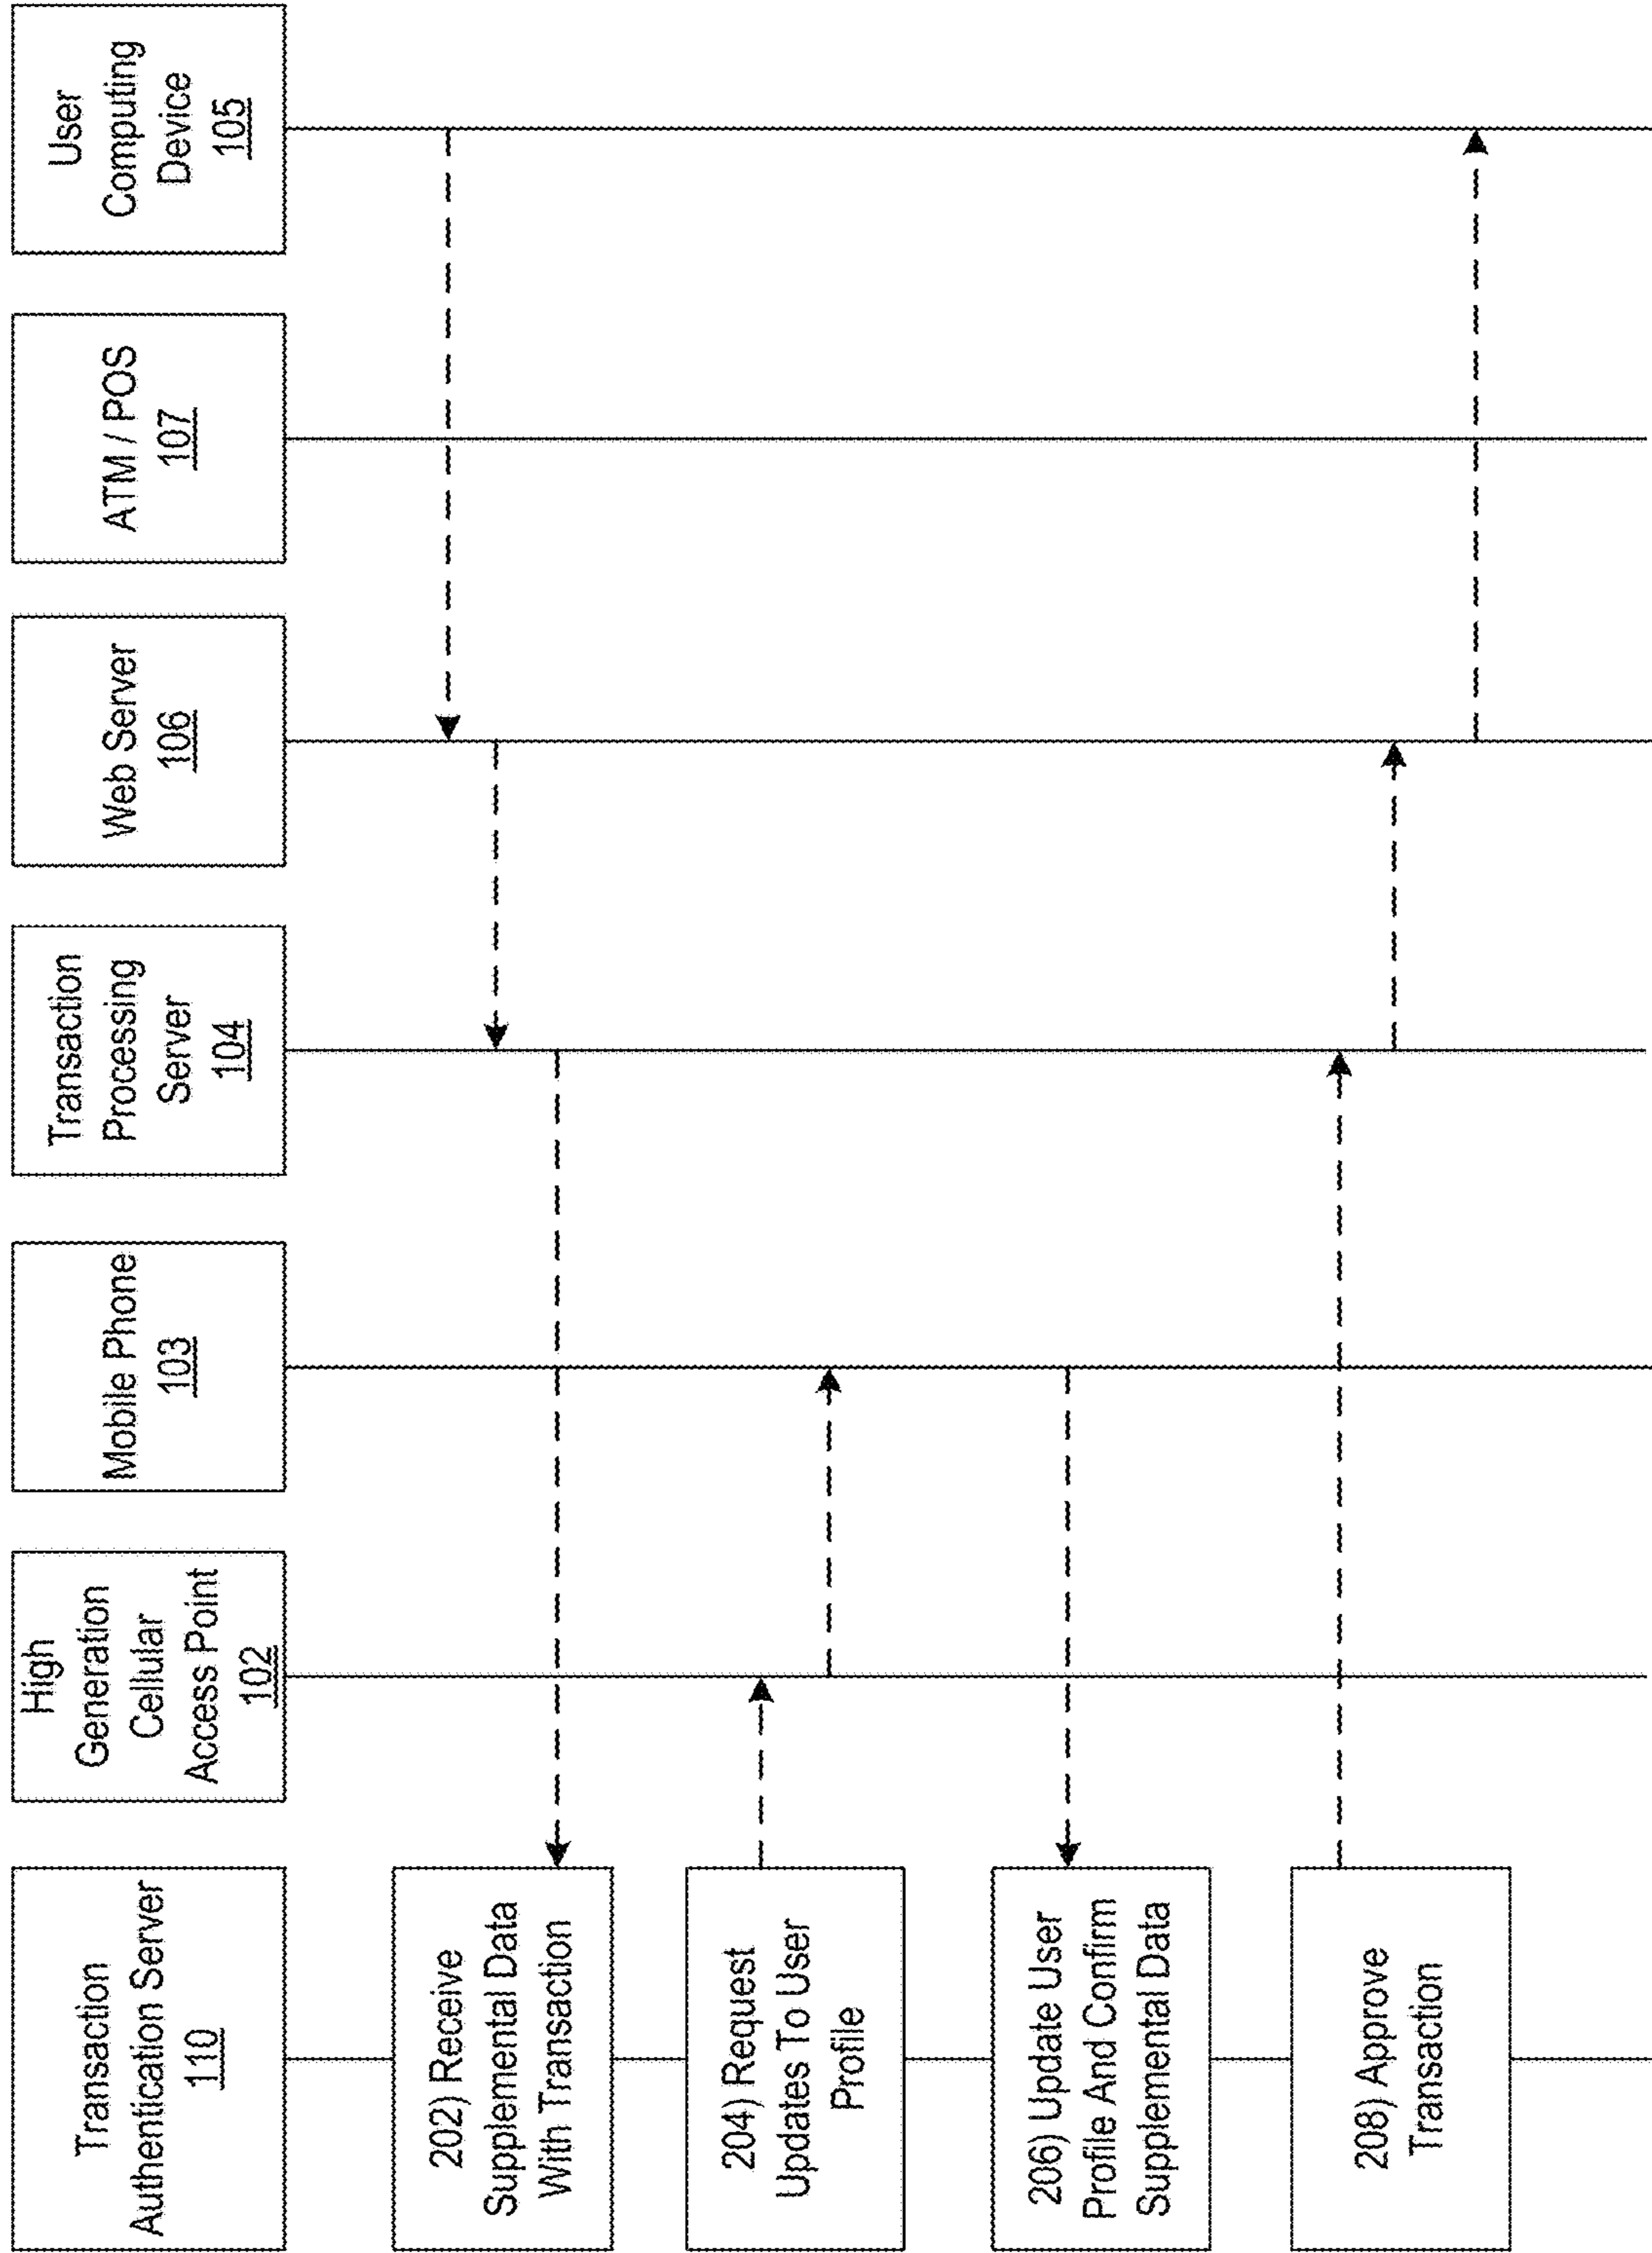 Transaction
Authentication Server
110
High
Generation
Cellular
Access Point
102
Mobile Phone
103
Transaction
Processing
Server
104
Web Server
106
ATM / POS
107
User
Computing
Device
105
202) Receive
Supplemental Data
With Transaction
204) Request
Updates To User
Profile
206) Update User
Profile And Confirm
Supplemental Data
208) Approve
Transaction